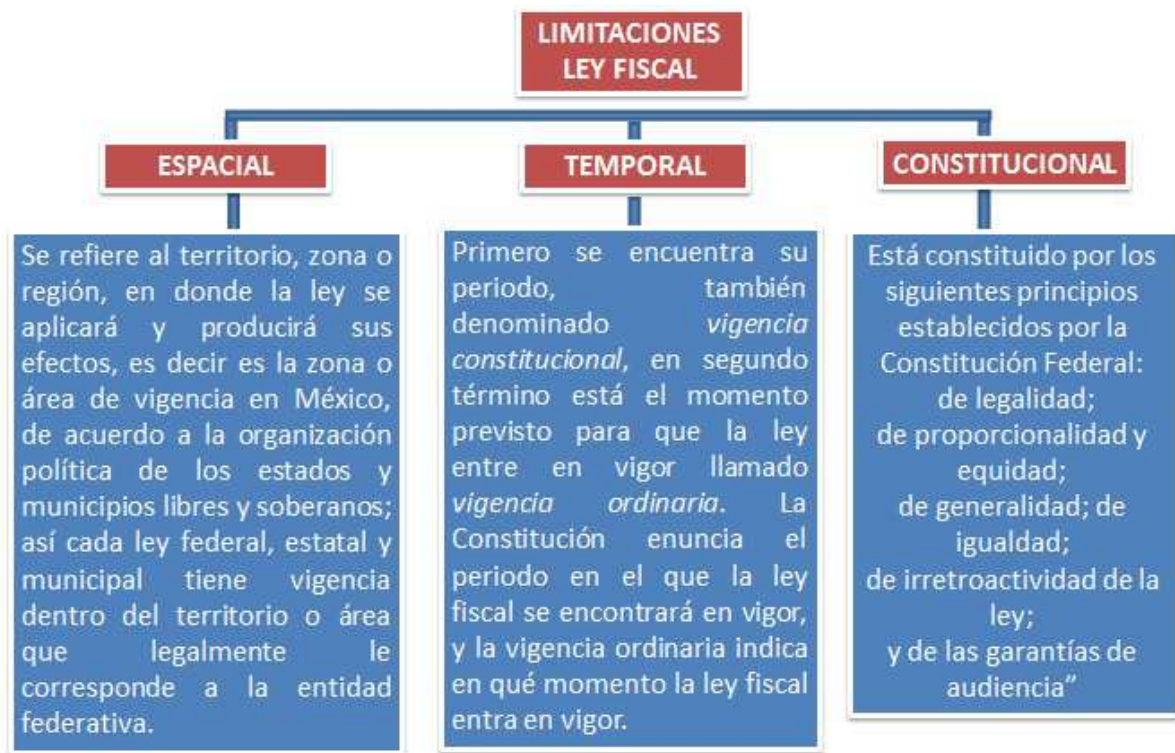 LIMITACIONES
LEY FISCAL
ESPACIAL
Se refiere al territorio, zona o
región, en donde la ley se
aplicará y producirá sus
efectos, es decir es la zona o
área de vigencia en México,
de acuerdo a la organización
política de los estados y
municipios libres y soberanos;
así cada ley federal, estatal y
municipal tiene vigencia
dentro del territorio o área
que legalmente le
corresponde a la entidad
federativa.
TEMPORAL
Primero se encuentra su
periodo, también
denominado vigencia
constitucional, en segundo
término está el momento
previsto para que la ley
entre en vigor llamado
vigencia ordinaria. La
Constitución enuncia el
periodo en el que la ley
fiscal se encontrará en vigor,
y la vigencia ordinaria indica
en qué momento la ley fiscal
entra en vigor.
CONSTITUCIONAL
Está constituido por los
siguientes principios
establecidos por la
Constitución Federal:
de legalidad;
de proporcionalidad y
equidad;
de generalidad; de
igualdad;
de irretroactividad de la
ley;
y de las garantías de
audiencia”